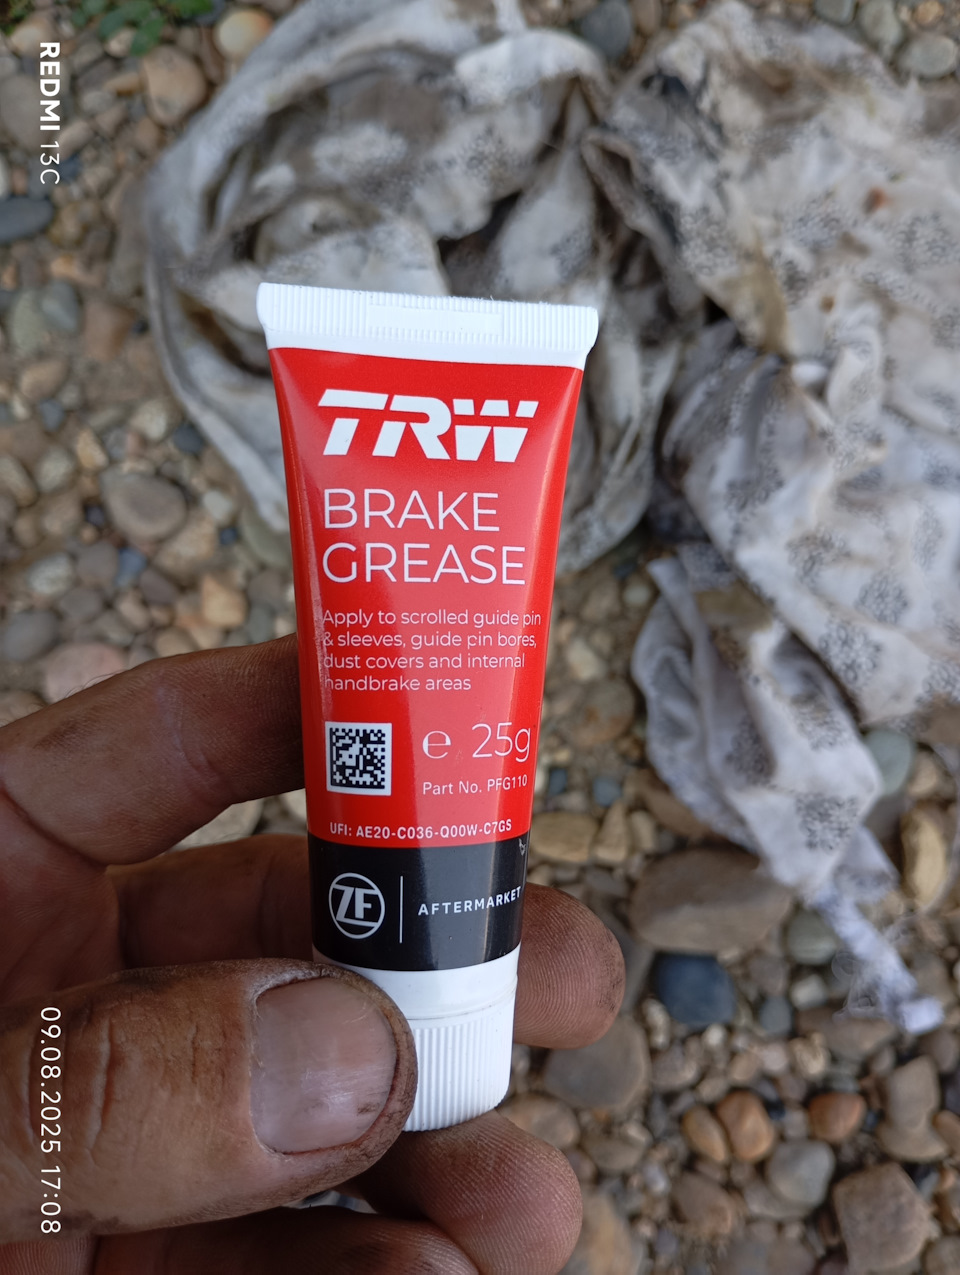 REDMI 13C
TRW
BRAKE
GREASE
Apply to scrolled guide pin
& sleeves, guide pin bores,
dust covers and internal
handbrake areas
e 25g
Part No. PFG110
UFI: AE20-C036-Q00W-C7GS
ZF AFTERMARKET
09.08.2025 17:08